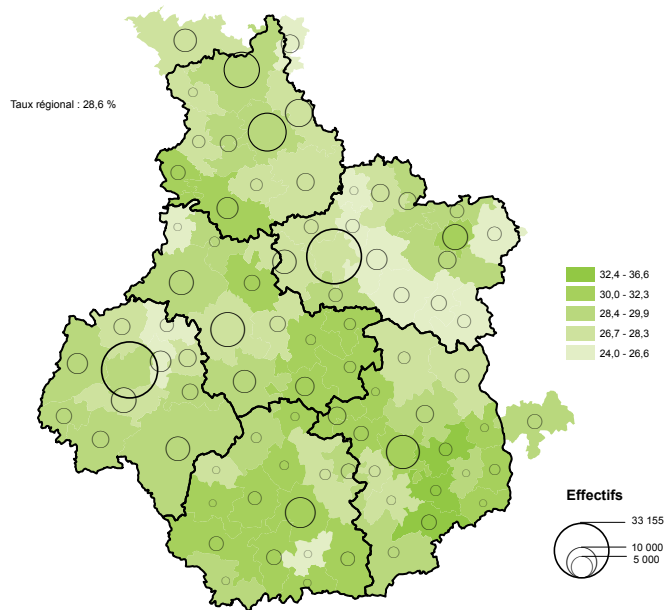 Taux régional : 28,6 %
32,4 - 36,6
30,0 - 32,3
28,4 - 29,9
26,7 - 28,3
24,0 - 26,6
Effectifs
33 155
10 000
5 000